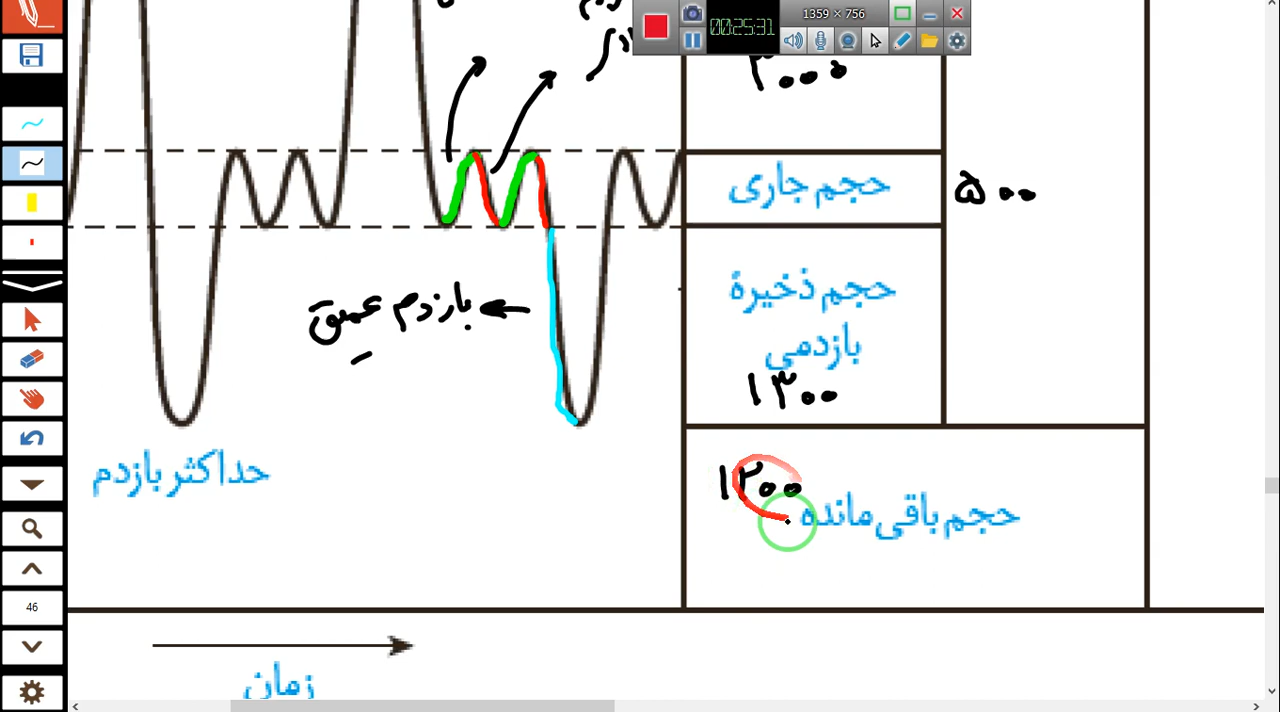 1359 × 756
00:25:31
حجم جاری
۵۰۰
حجم ذخیرهٔ
بازدمی
۱۳۰۰
بازدم عمیق
حداکثر بازدم
۱۲۰۰
حجم باقی مانده
46
زمان